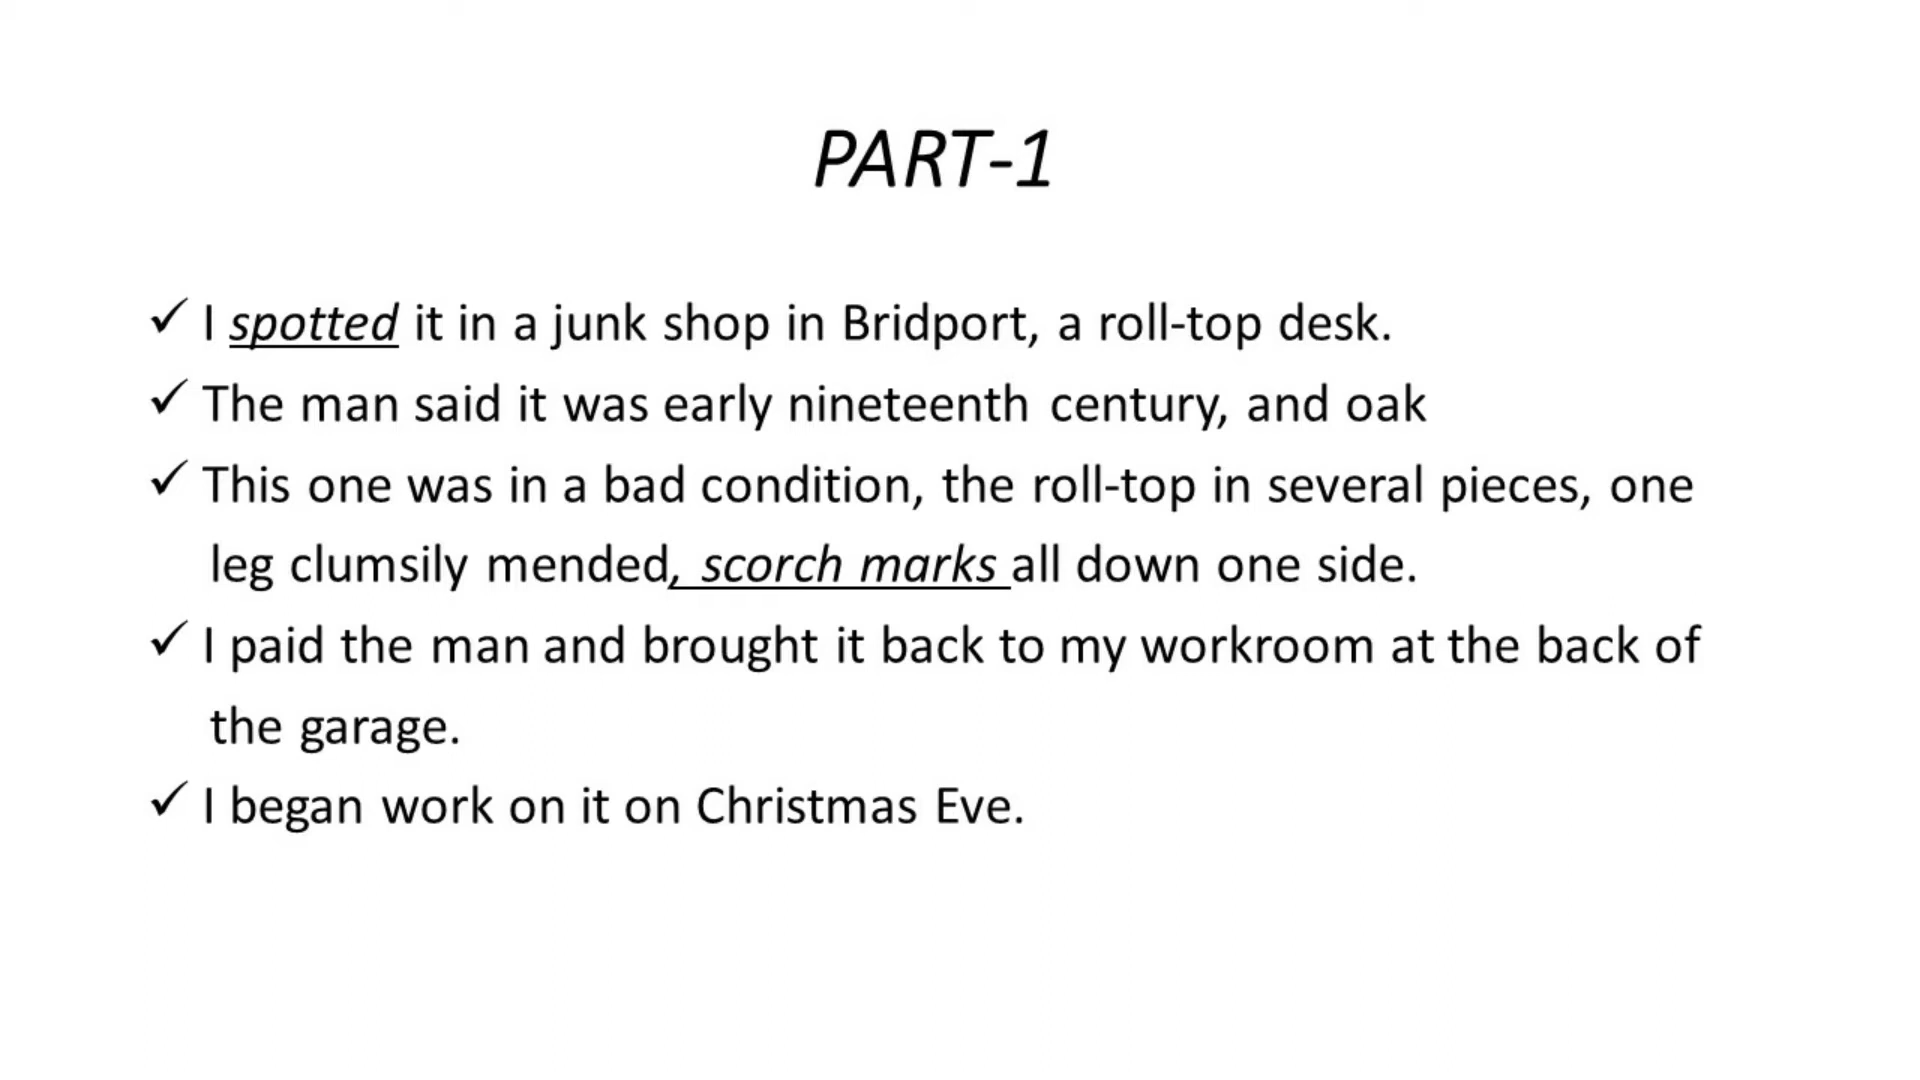 PART-1
✓ I spotted it in a junk shop in Bridport, a roll-top desk.
✓ The man said it was early nineteenth century, and oak
✓ This one was in a bad condition, the roll-top in several pieces, one
leg clumsily mended, scorch marks all down one side.
✓ I paid the man and brought it back to my workroom at the back of
the garage.
✓ I began work on it on Christmas Eve.